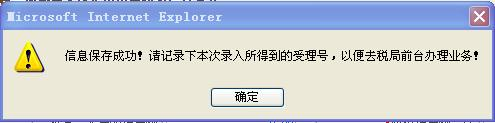 Microsoft Internet Explorer
信息保存成功！请记录下本次录入所得到的受理号，以便去税局前台办理业务！
确定